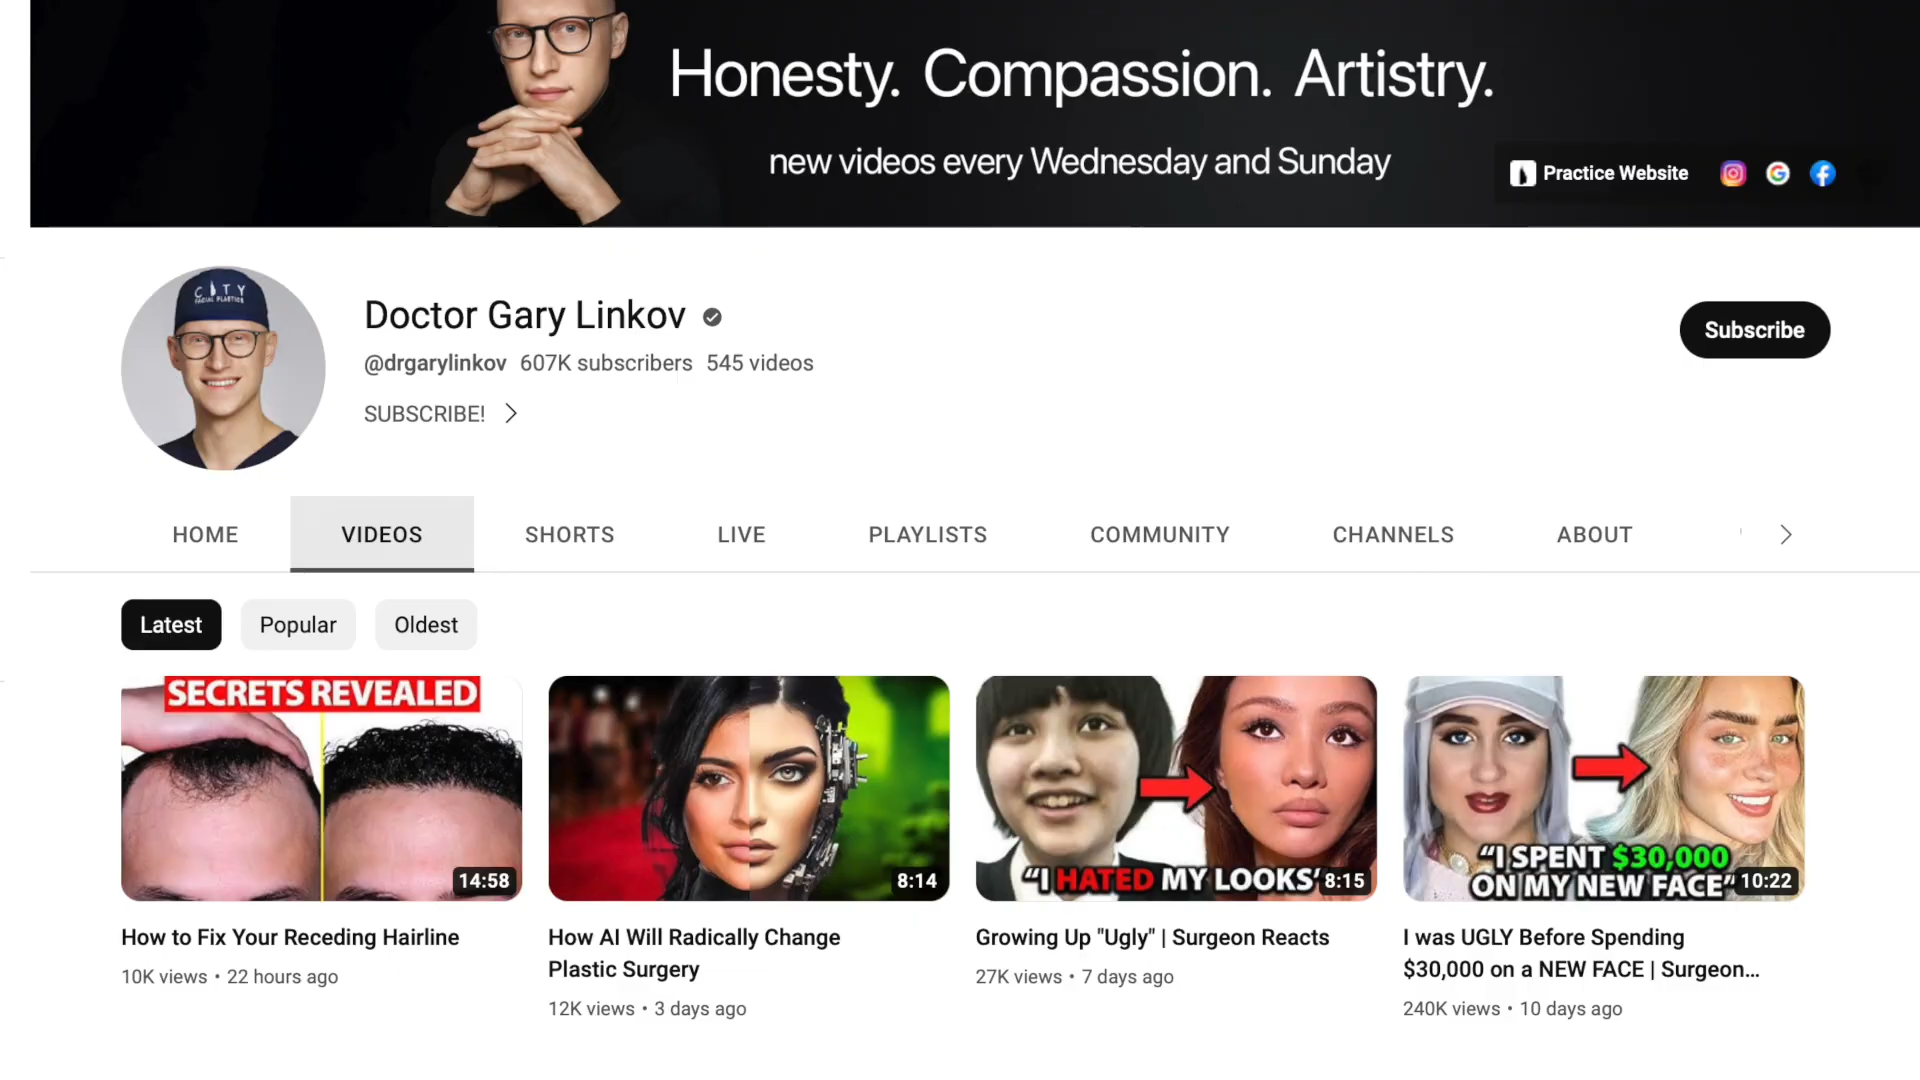 Honesty. Compassion. Artistry.
new videos every Wednesday and Sunday
Practice Website
CITY
FACIAL PLASTICS
Doctor Gary Linkov
@drgarylinkov 607K subscribers 545 videos
SUBSCRIBE!
Subscribe
HOME VIDEOS SHORTS LIVE PLAYLISTS COMMUNITY CHANNELS ABOUT
Latest Popular Oldest
SECRETS REVEALED
14:58
8:14
"I HATED MY LOOKS"
8:15
"I SPENT $30,000
ON MY NEW FACE"
10:22
How to Fix Your Receding Hairline
10K views • 22 hours ago
How AI Will Radically Change
Plastic Surgery
12K views • 3 days ago
Growing Up "Ugly" | Surgeon Reacts
27K views • 7 days ago
I was UGLY Before Spending
$30,000 on a NEW FACE | Surgeon...
240K views • 10 days ago